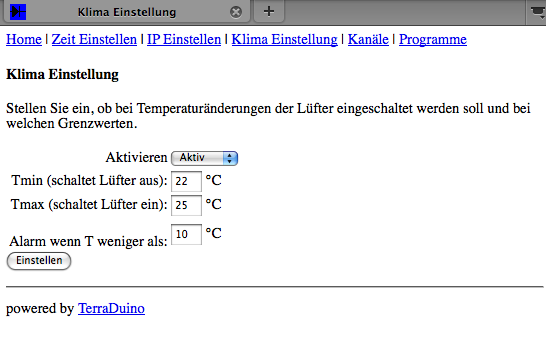 Klima Einstellung
Home | Zeit Einstellen | IP Einstellen | Klima Einstellung | Kanäle | Programme
Klima Einstellung
Stellen Sie ein, ob bei Temperaturänderungen der Lüfter eingeschaltet werden soll und bei
welchen Grenzwerten.
Aktivieren Aktiv
Tmin (schaltet Lüfter aus): 22 °C
Tmax (schaltet Lüfter ein): 25 °C
Alarm wenn T weniger als: 10 °C
Einstellen
powered by TerraDuino